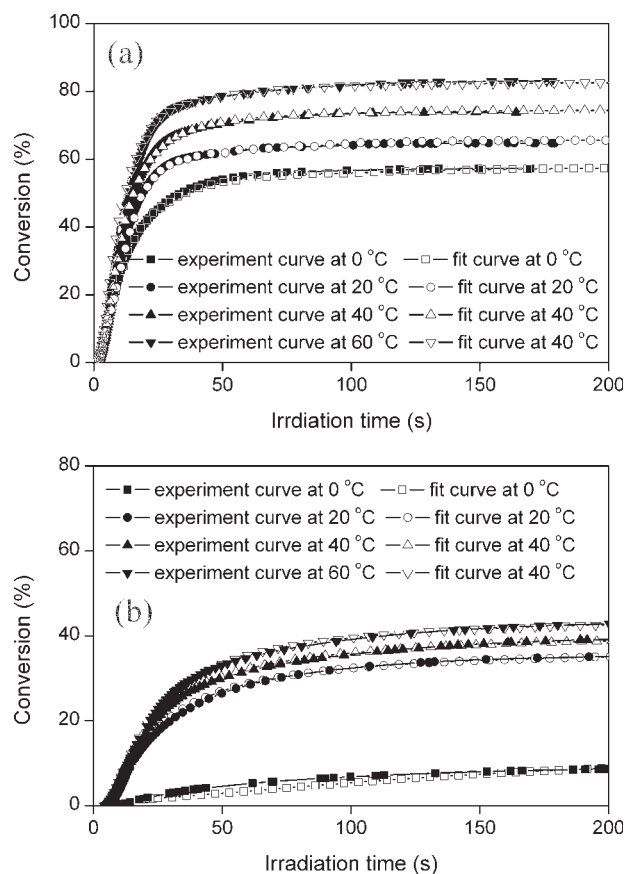 100
80
60
40
20
0
Conversion (%)
(a)
experiment curve at 0 °C fit curve at 0 °C
experiment curve at 20 °C fit curve at 20 °C
experiment curve at 40 °C fit curve at 40 °C
experiment curve at 60 °C fit curve at 40 °C
0 50 100 150 200
Irrdiation time (s)
80
60
40
20
0
Conversion (%)
experiment curve at 0 °C fit curve at 0 °C
experiment curve at 20 °C fit curve at 20 °C
experiment curve at 40 °C fit curve at 40 °C
experiment curve at 60 °C fit curve at 40 °C
(b)
0 50 100 150 200
Irradiation time (s)